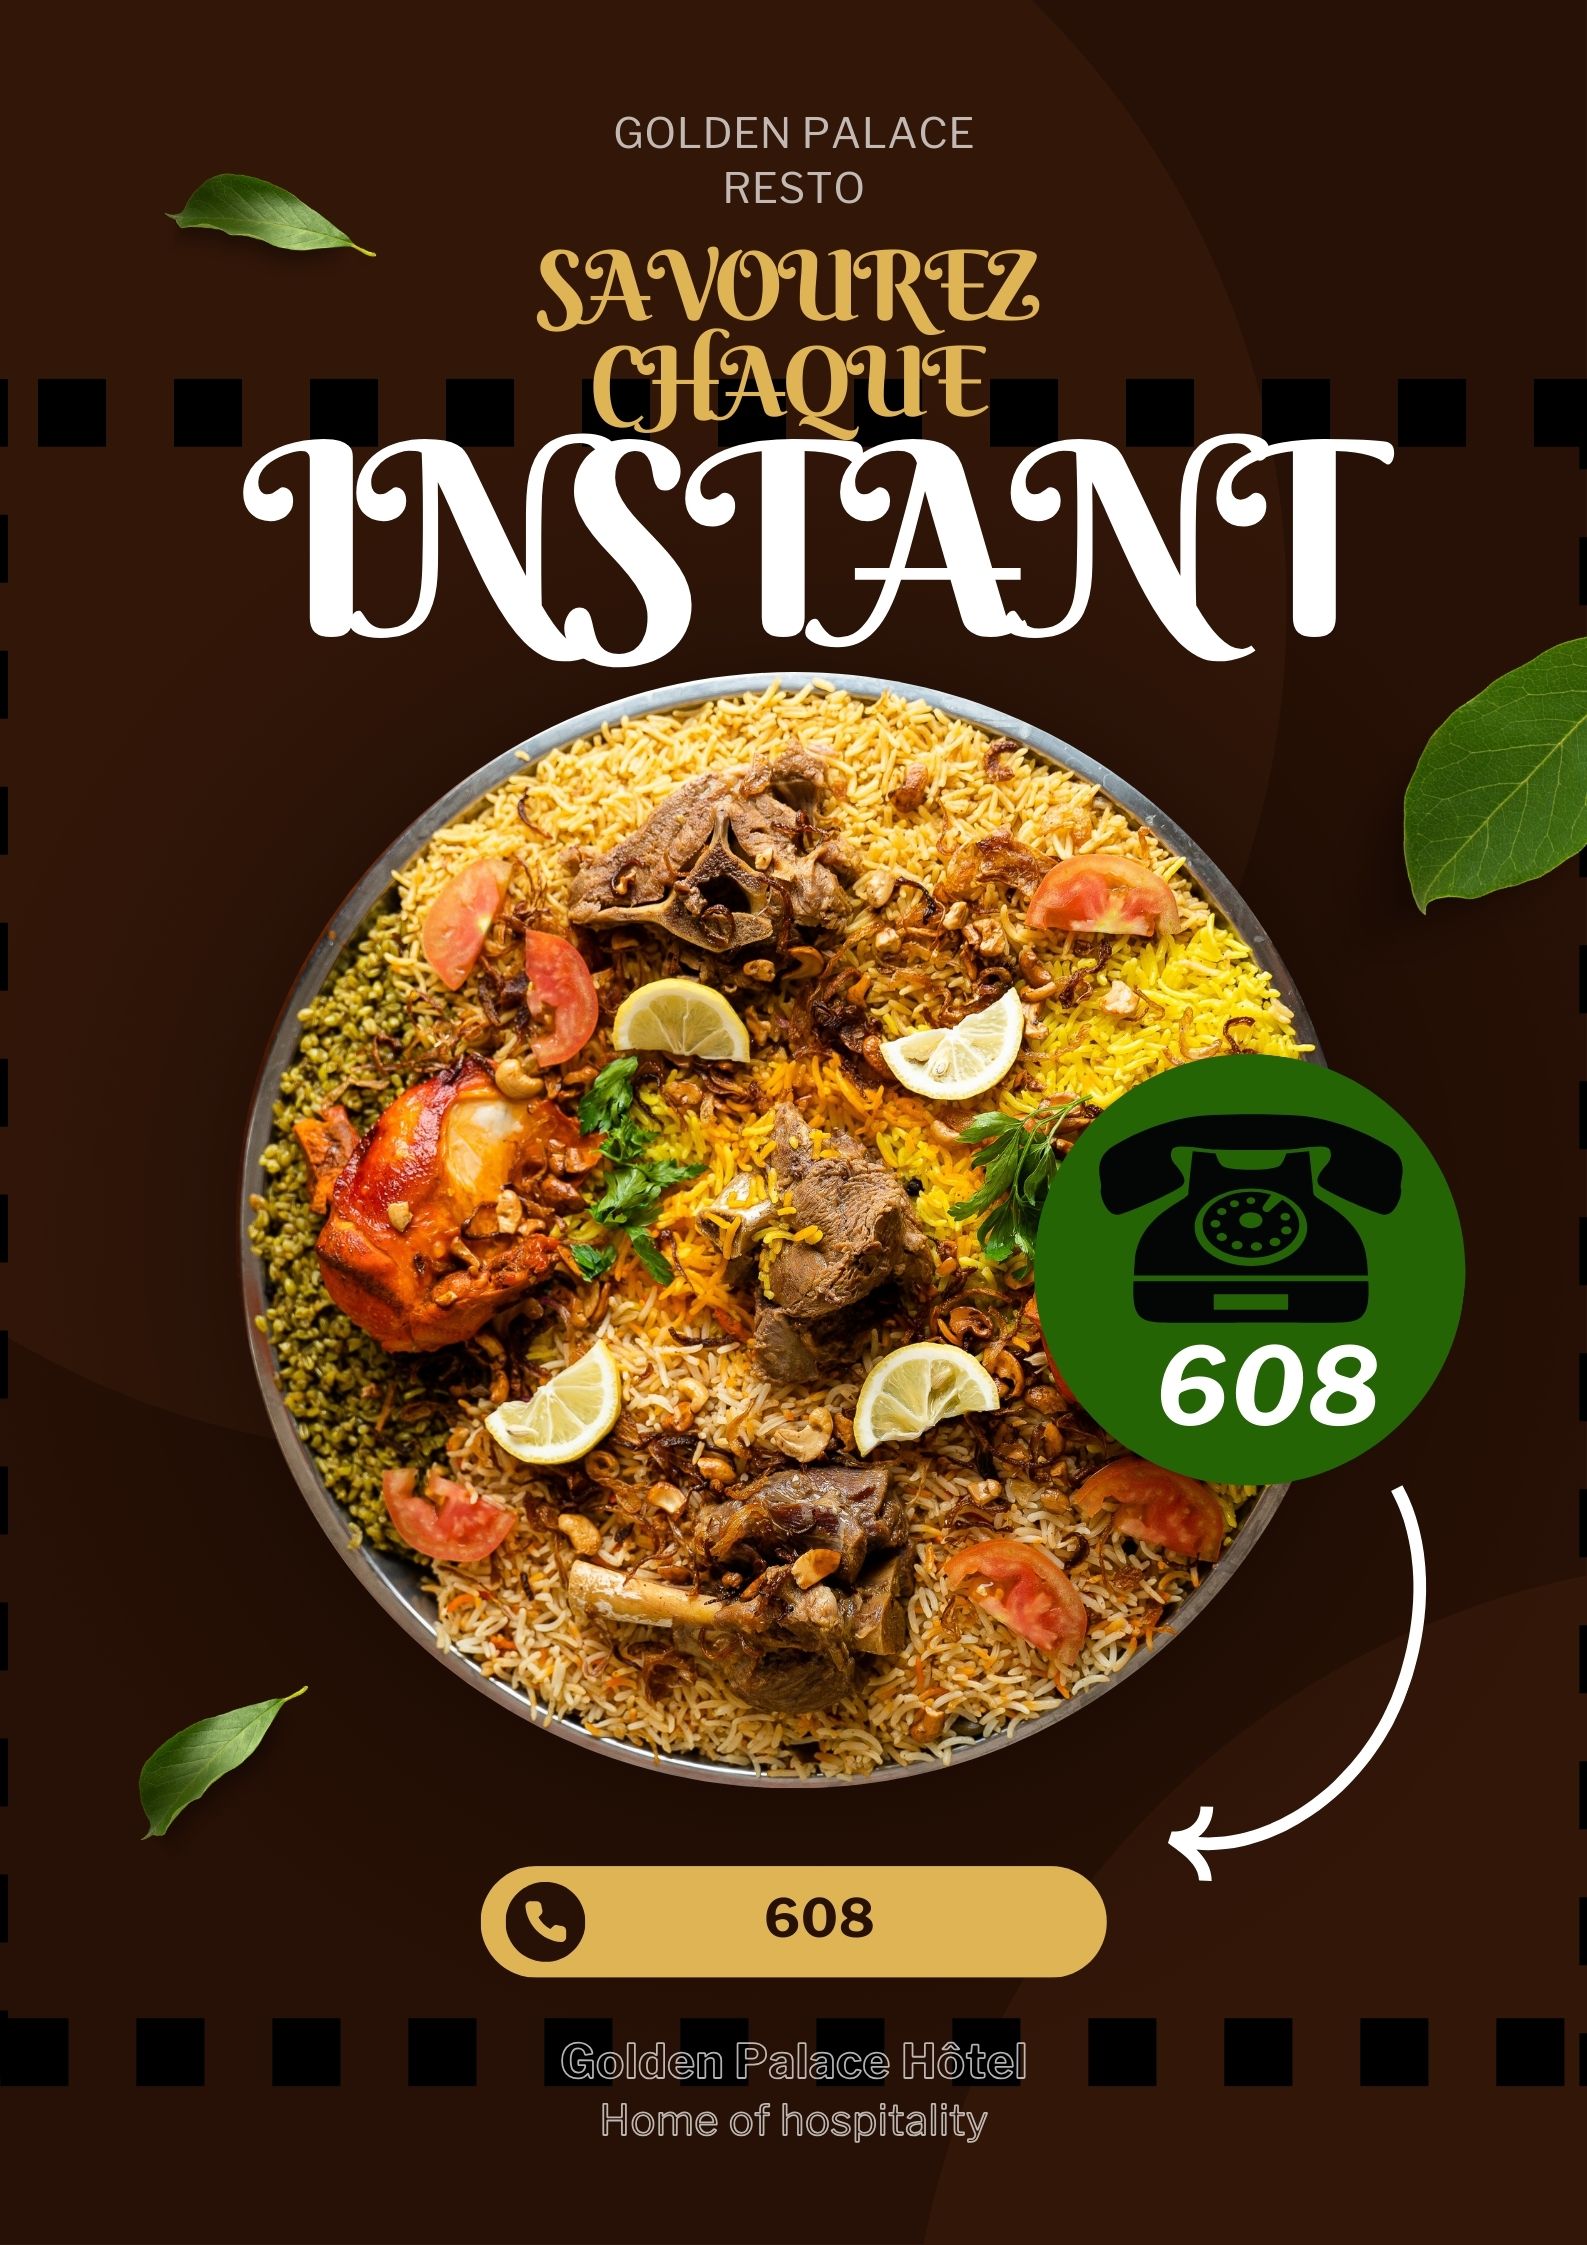 GOLDEN PALACE
RESTO
SAVOUREZ
CHAQUE
INSTANT
608
608
Golden Palace Hôtel
Home of hospitality